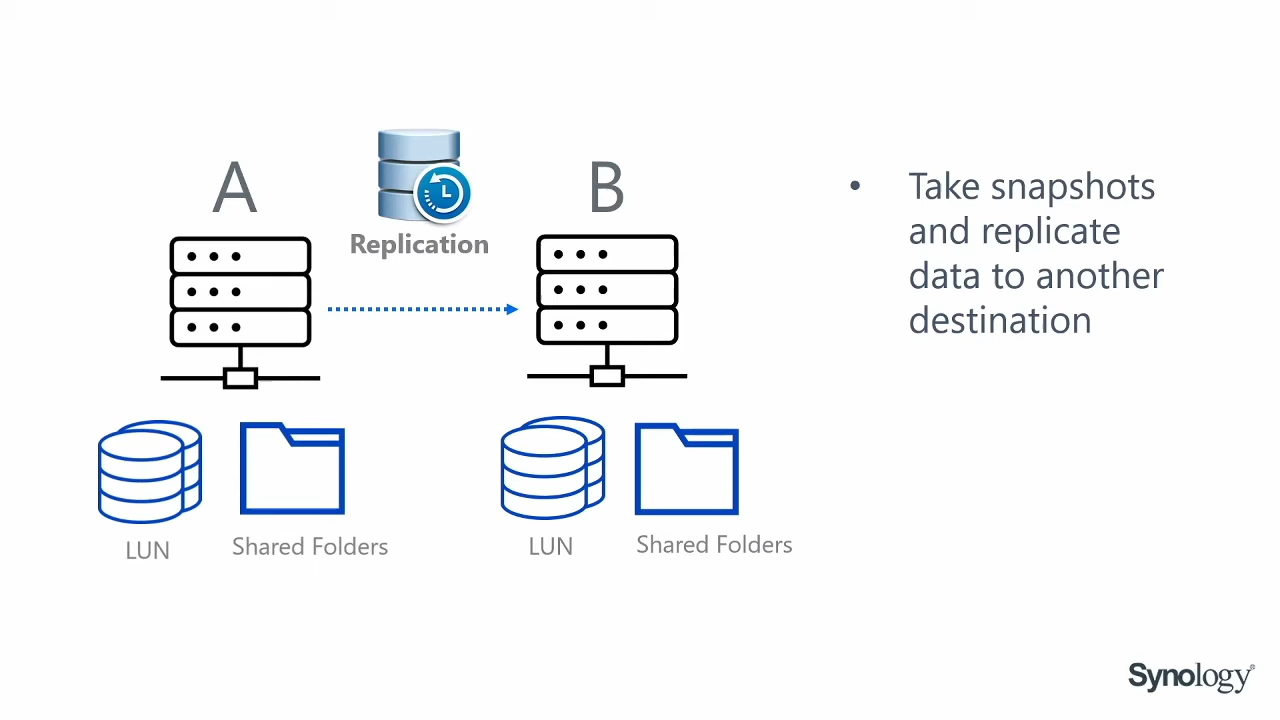 A
B
Replication
LUN
Shared Folders
LUN
Shared Folders
• Take snapshots
and replicate
data to another
destination
Synology®